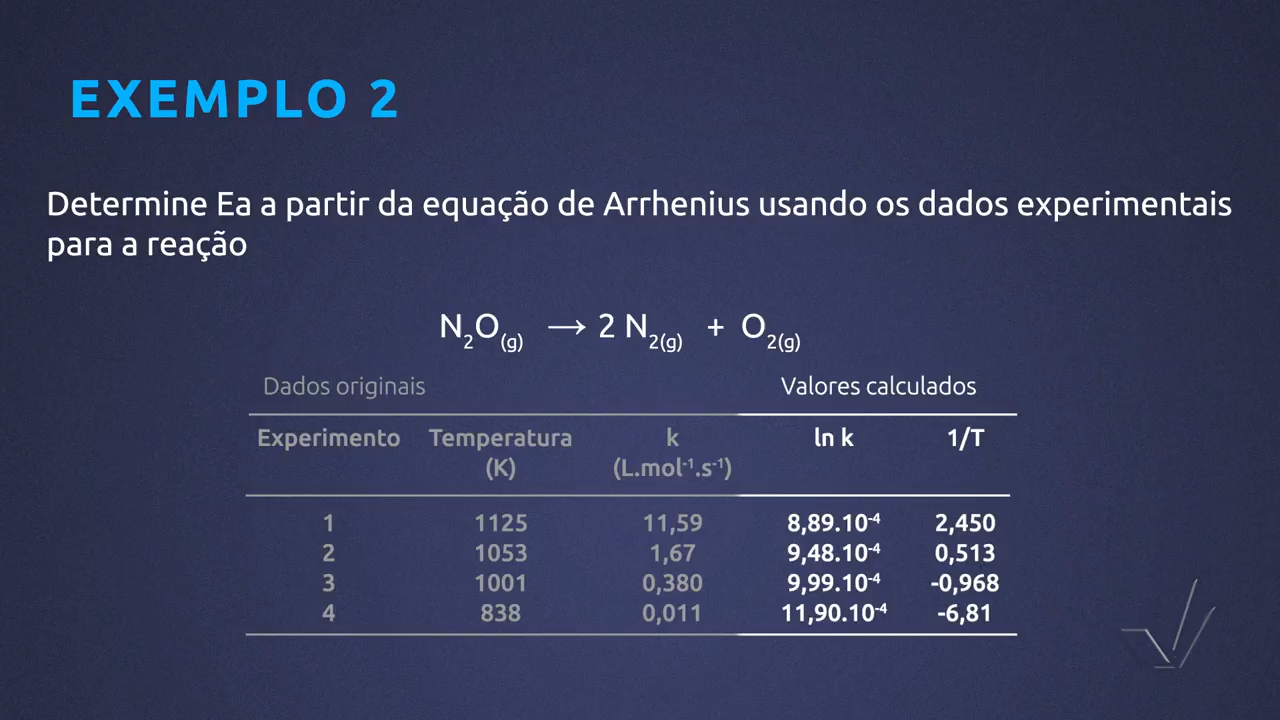 EXEMPLO 2
Determine Ea a partir da equação de Arrhenius usando os dados experimentais
para a reação
N₂O(g) → 2 N₂(g) + O₂(g)
Dados originais Valores calculados
Experimento Temperatura k ln k 1/T
(K) (L.mol⁻¹.s⁻¹)
1 1125 11,59 8,89.10⁻⁴ 2,450
2 1053 1,67 9,48.10⁻⁴ 0,513
3 1001 0,380 9,99.10⁻⁴ -0,968
4 838 0,011 11,90.10⁻⁴ -6,81